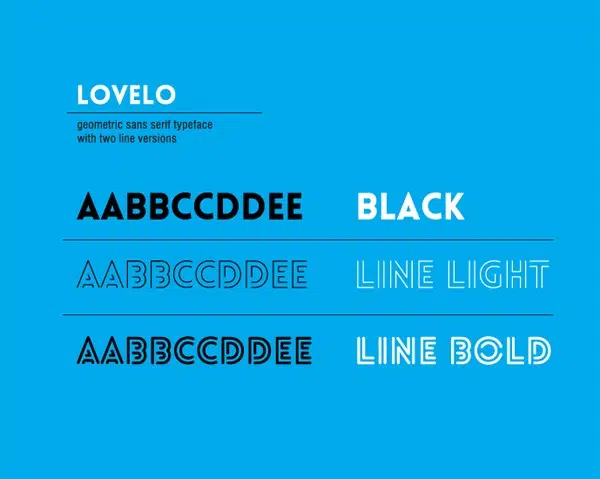 LOVELO
geometric sans serif typeface
with two line versions
AABBCCDDEE BLACK
AABBCCDDEE LINE LIGHT
AABBCCDDEE LINE BOLD